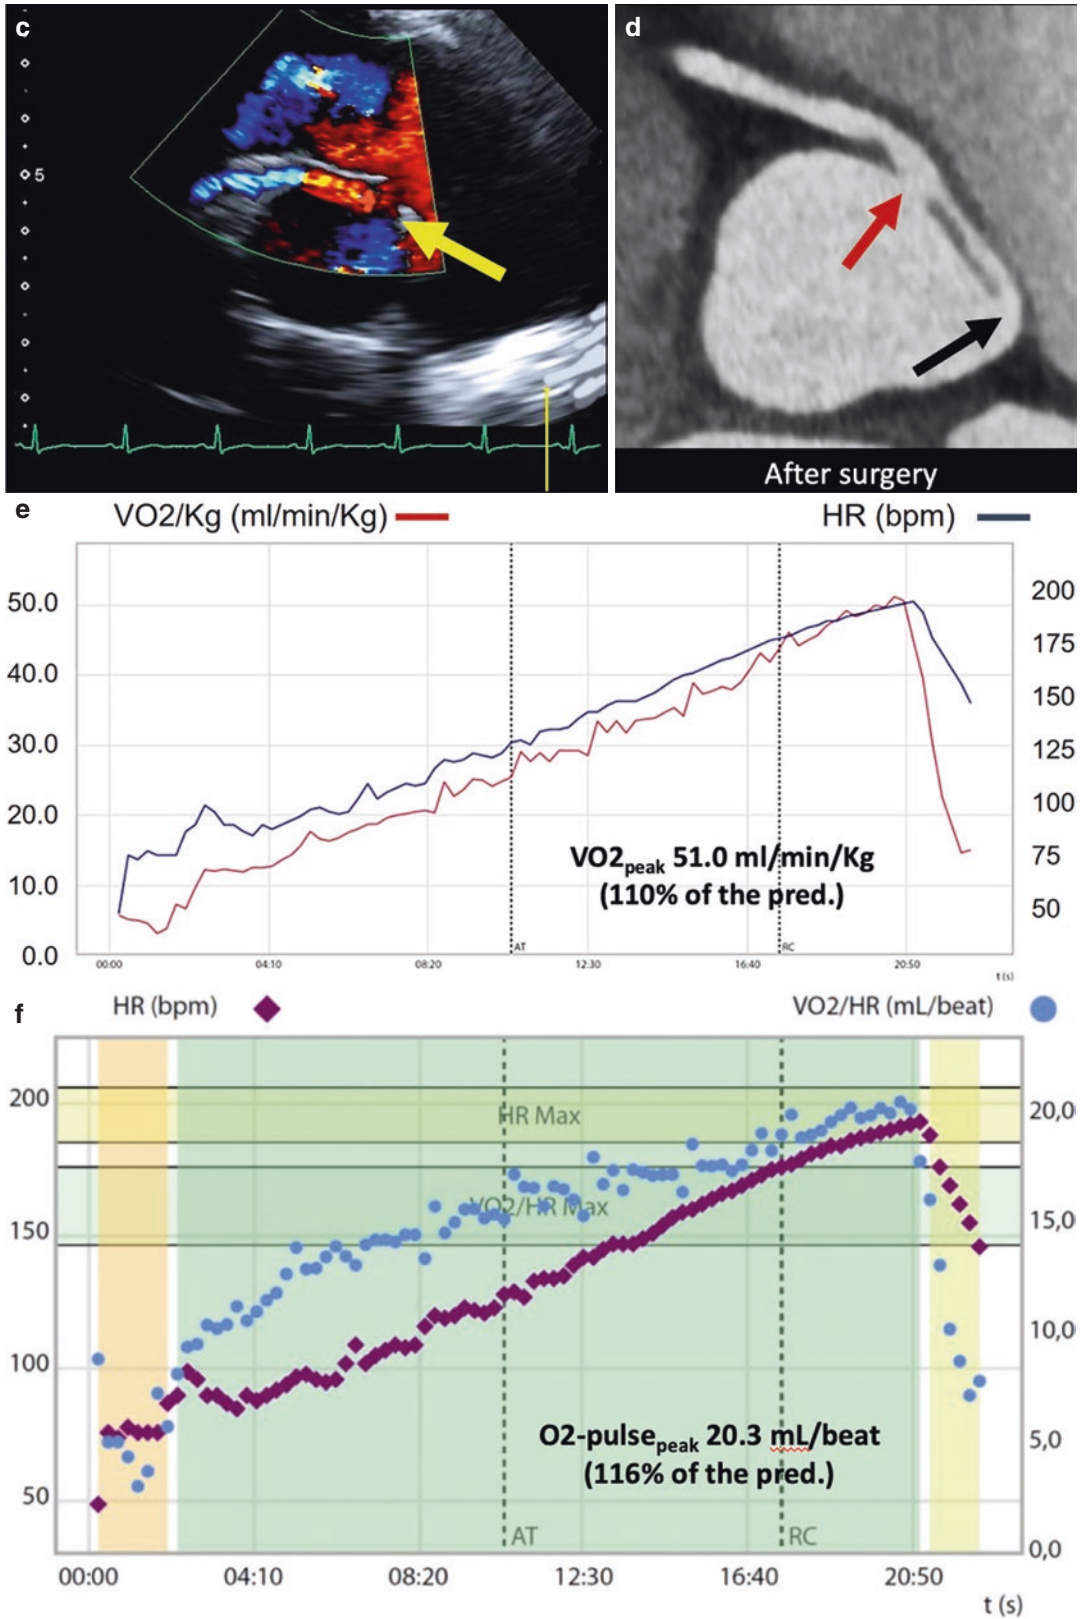 c
5
d
After surgery
e
VO2/Kg (ml/min/Kg)
HR (bpm)
50.0
40.0
30.0
20.0
10.0
0.0
200
175
150
125
100
75
50
VO2peak 51.0 ml/min/Kg
(110% of the pred.)
AT
RC
00:00
04:10
08:20
12:30
16:40
20:50
t (s)
f
HR (bpm)
VO2/HR (mL/beat)
200
150
100
50
20,0
15,0
10,0
5,0
0,0
HR Max
VO2/HR Max
O2-pulsepeak 20.3 mL/beat
(116% of the pred.)
AT
RC
00:00
04:10
08:20
12:30
16:40
20:50
t (s)